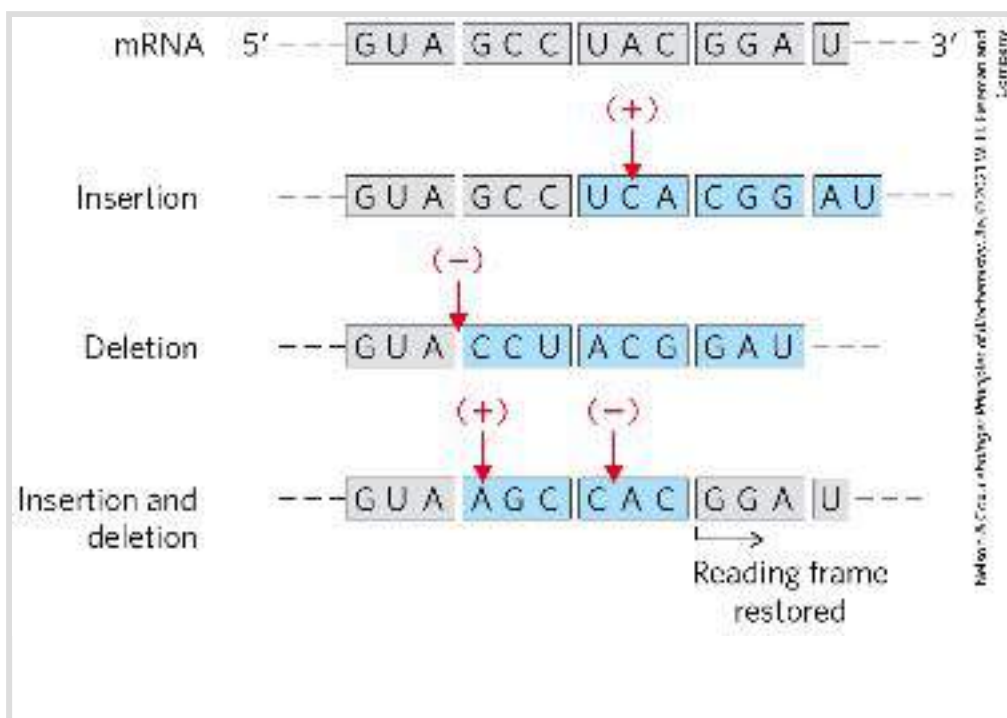 mRNA 5′ GUA GCC UAC GGA U 3′
(+)
Insertion GUA GCC UCA CGG AU
(−)
Deletion GUA CCU ACG GAU
(+) (−)
Insertion and
deletion GUA AGC CAC GGA U
Reading frame
restored